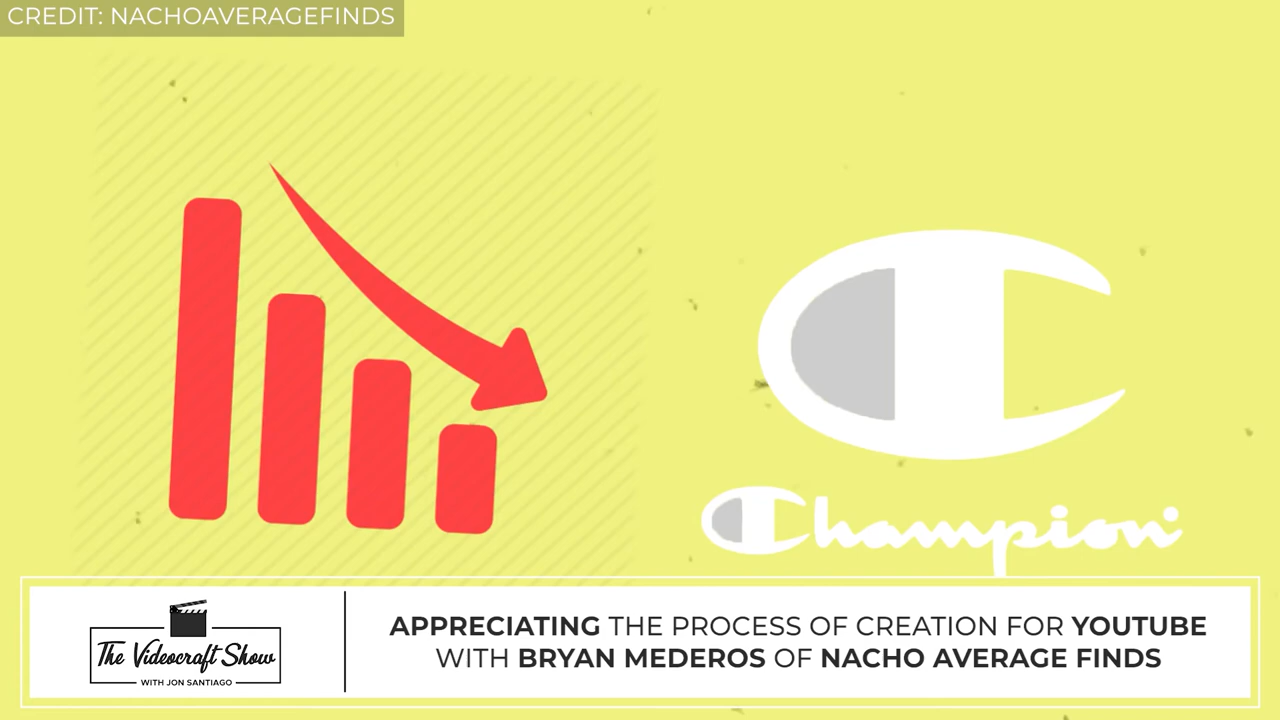 CREDIT: NACHOAVERAGEFINDS
Champion
The Videocraft Show
WITH JON SANTIAGO
APPRECIATING THE PROCESS OF CREATION FOR YOUTUBE
WITH BRYAN MEDEROS OF NACHO AVERAGE FINDS